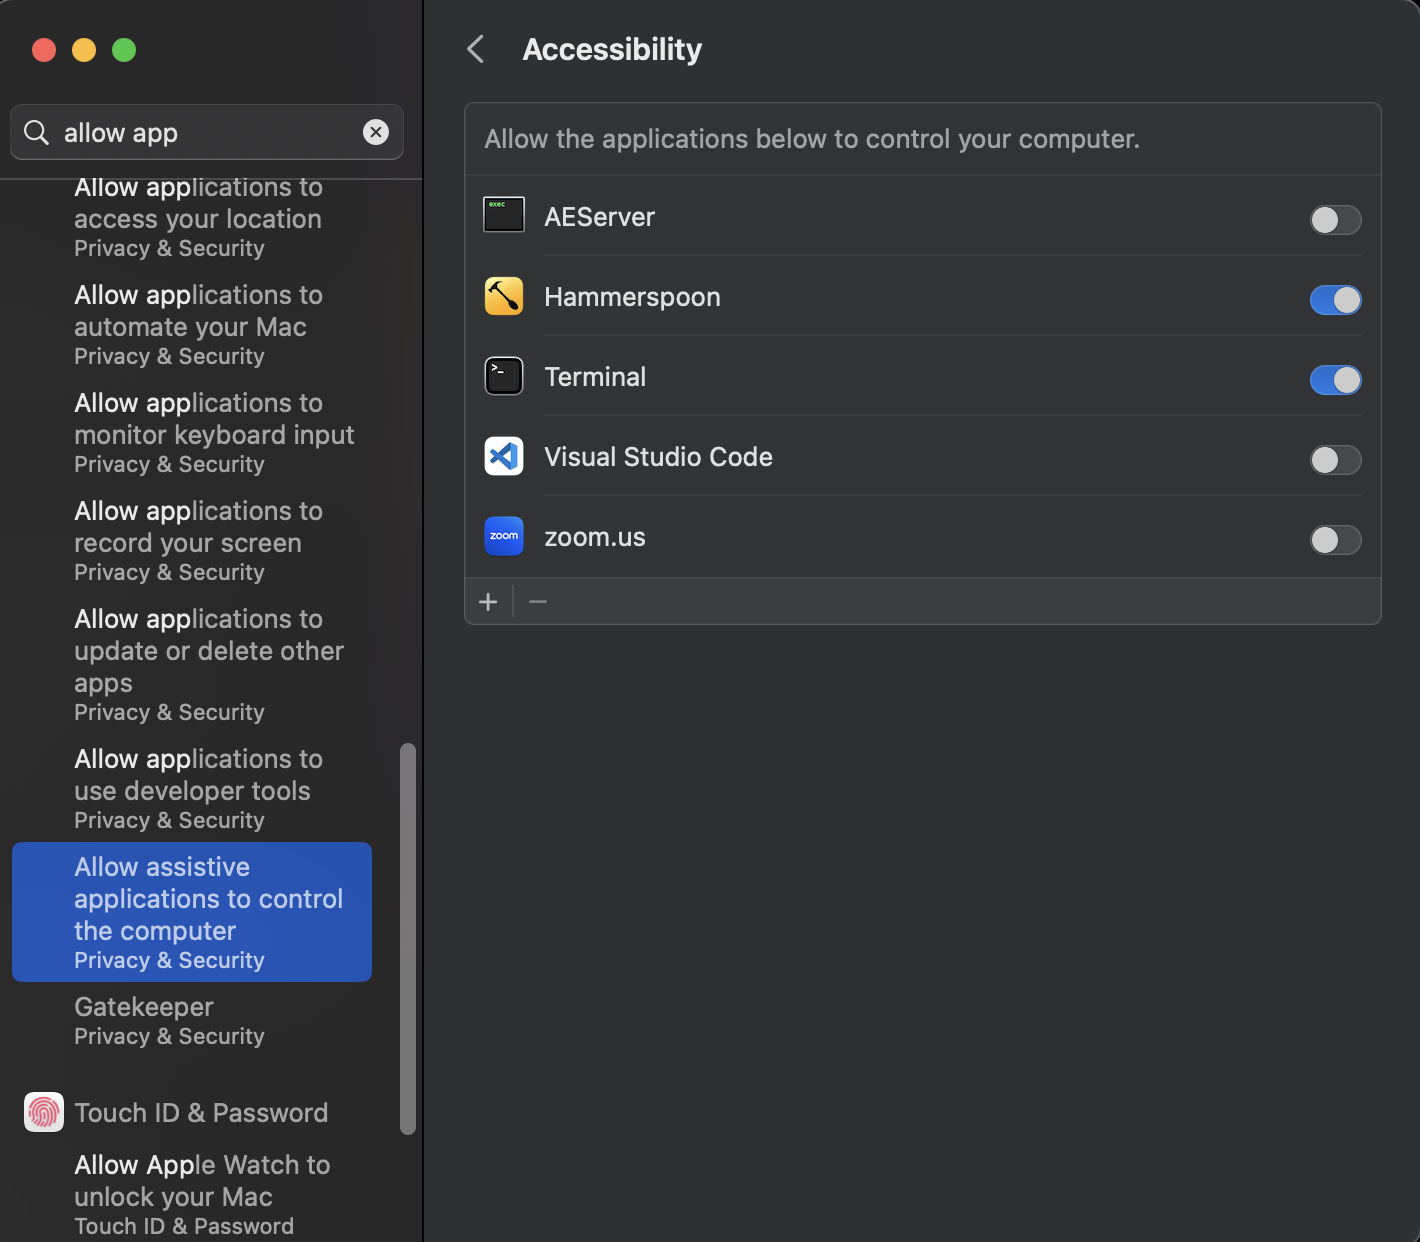 allow app
Allow applications to
access your location
Privacy & Security
Allow applications to
automate your Mac
Privacy & Security
Allow applications to
monitor keyboard input
Privacy & Security
Allow applications to
record your screen
Privacy & Security
Allow applications to
update or delete other
apps
Privacy & Security
Allow applications to
use developer tools
Privacy & Security
Allow assistive
applications to control
the computer
Privacy & Security
Gatekeeper
Privacy & Security
Touch ID & Password
Allow Apple Watch to
unlock your Mac
Touch ID & Password
Accessibility
Allow the applications below to control your computer.
exec
AEServer
Hammerspoon
>_
Terminal
Visual Studio Code
zoom
zoom.us
+
−